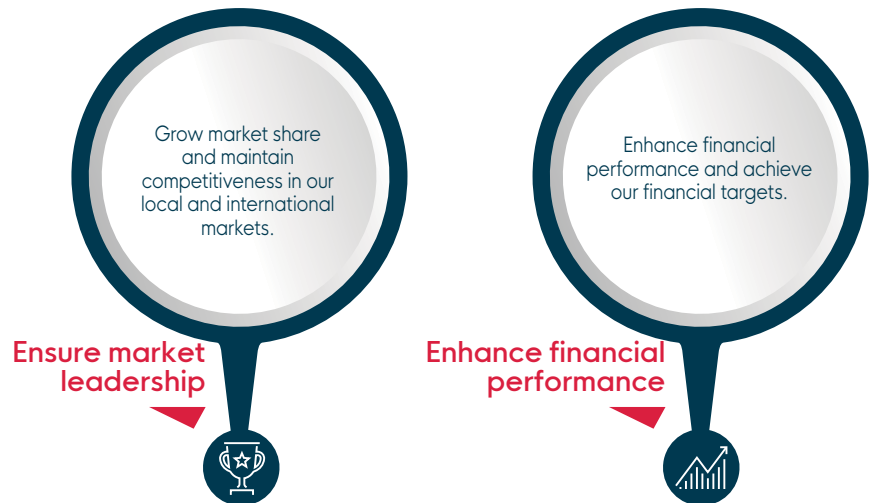 Grow market share
and maintain
competitiveness in our
local and international
markets.
Ensure market
leadership
Enhance financial
performance and achieve
our financial targets.
Enhance financial
performance